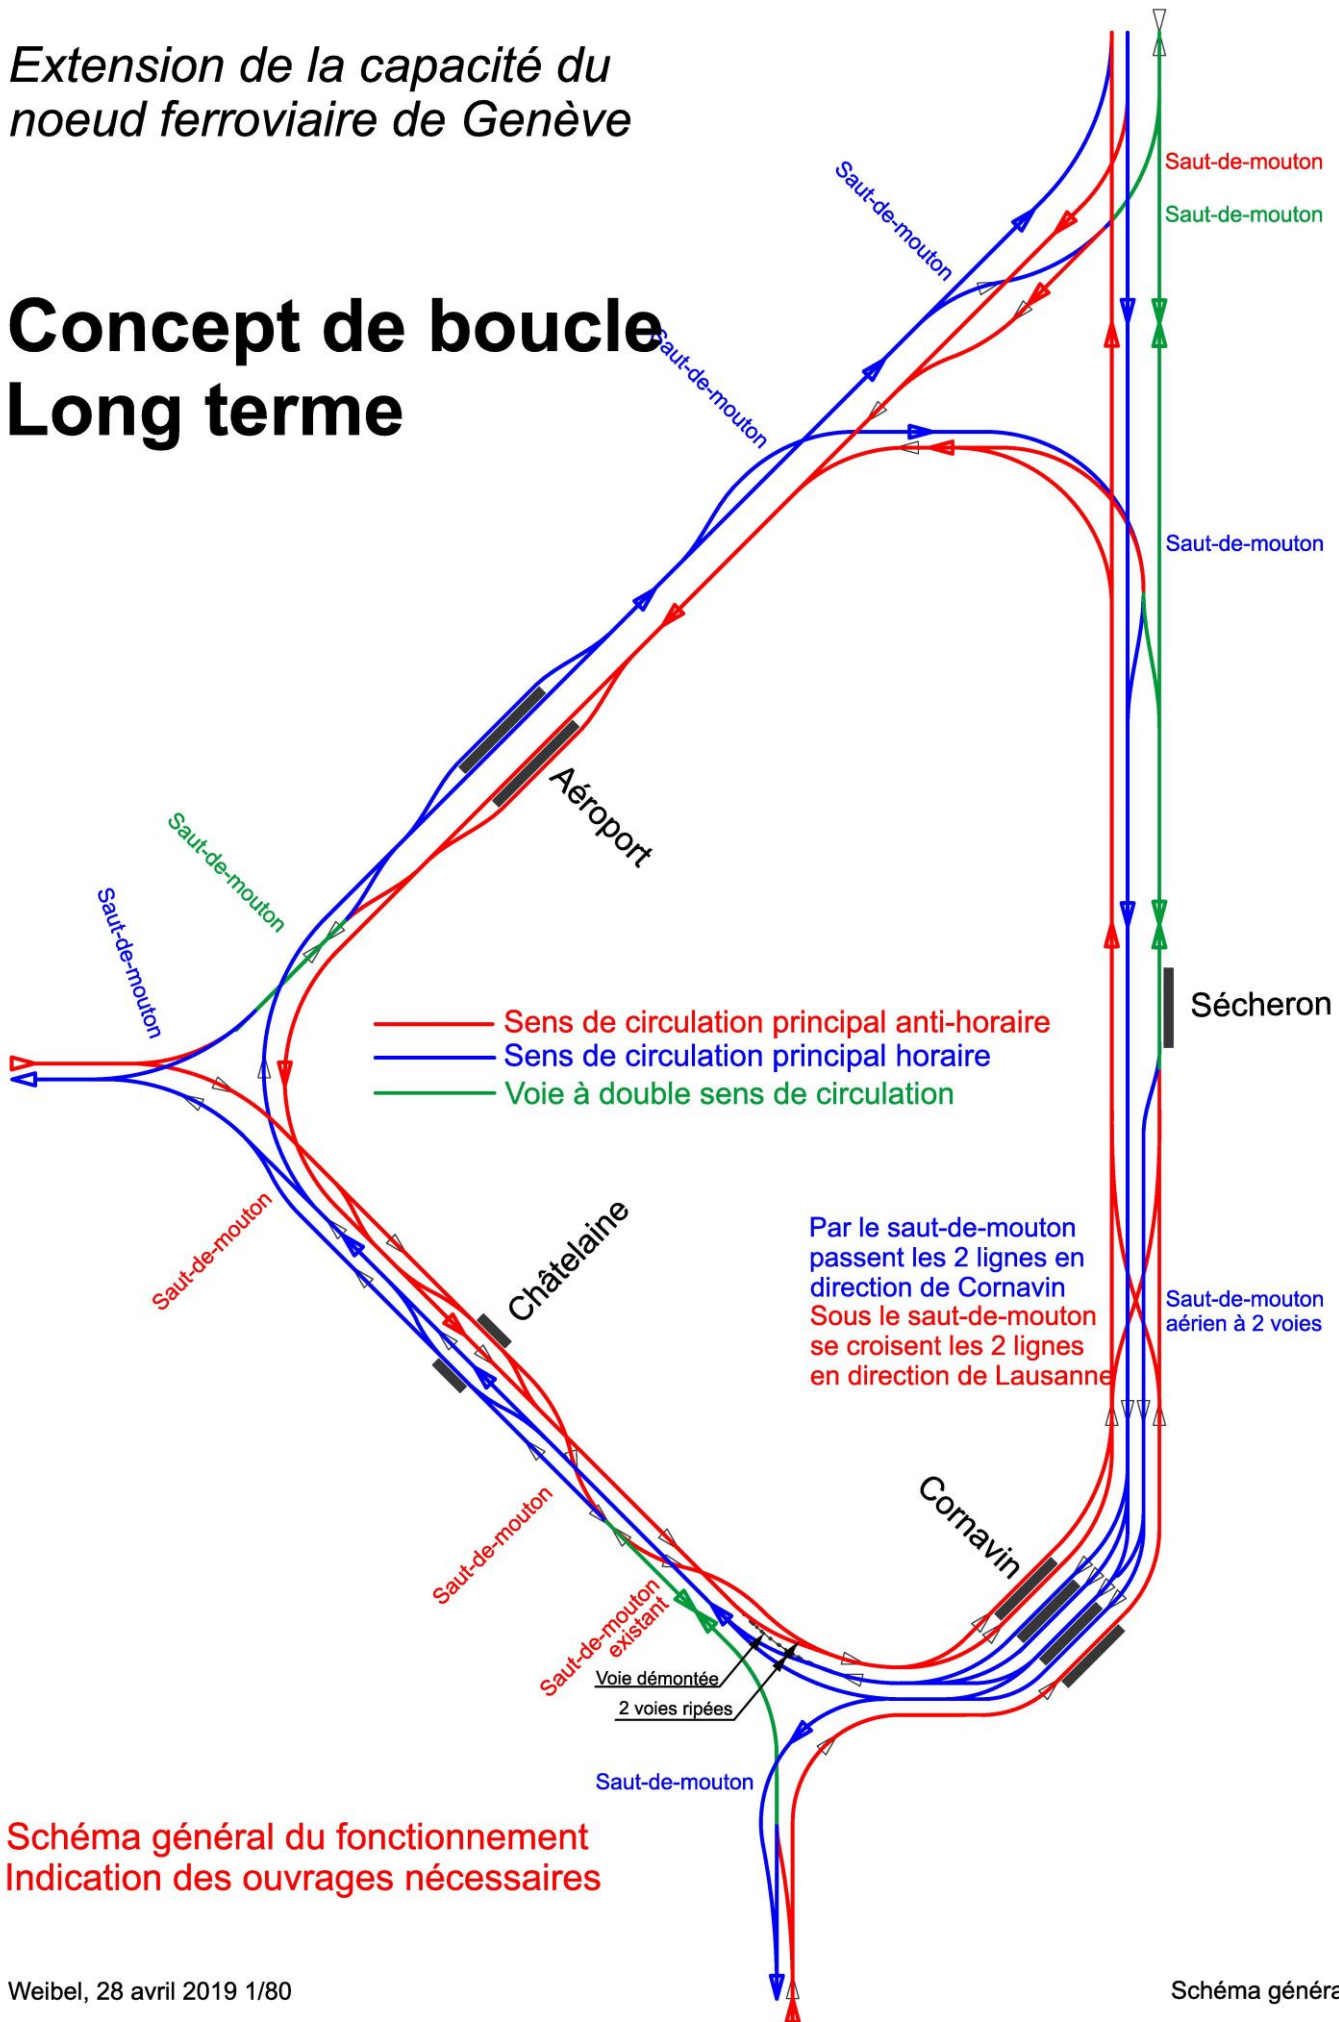 Extension de la capacité du
noeud ferroviaire de Genève
Saut-de-mouton
Saut-de-mouton
Saut-de-mouton
Concept de boucle
Long terme
Saut-de-mouton
Saut-de-mouton
Aéroport
Saut-de-mouton
Saut-de-mouton
Sécheron
Sens de circulation principal anti-horaire
Sens de circulation principal horaire
Voie à double sens de circulation
Saut-de-mouton
Châtelaine
Par le saut-de-mouton
passent les 2 lignes en
direction de Cornavin
Sous le saut-de-mouton
se croisent les 2 lignes
en direction de Lausanne
Saut-de-mouton
aérien à 2 voies
Cornavin
Saut-de-mouton
Saut-de-mouton
existant
Voie démontée
2 voies ripées
Saut-de-mouton
Schéma général du fonctionnement
Indication des ouvrages nécessaires
Weibel, 28 avril 2019 1/80
Schéma généra